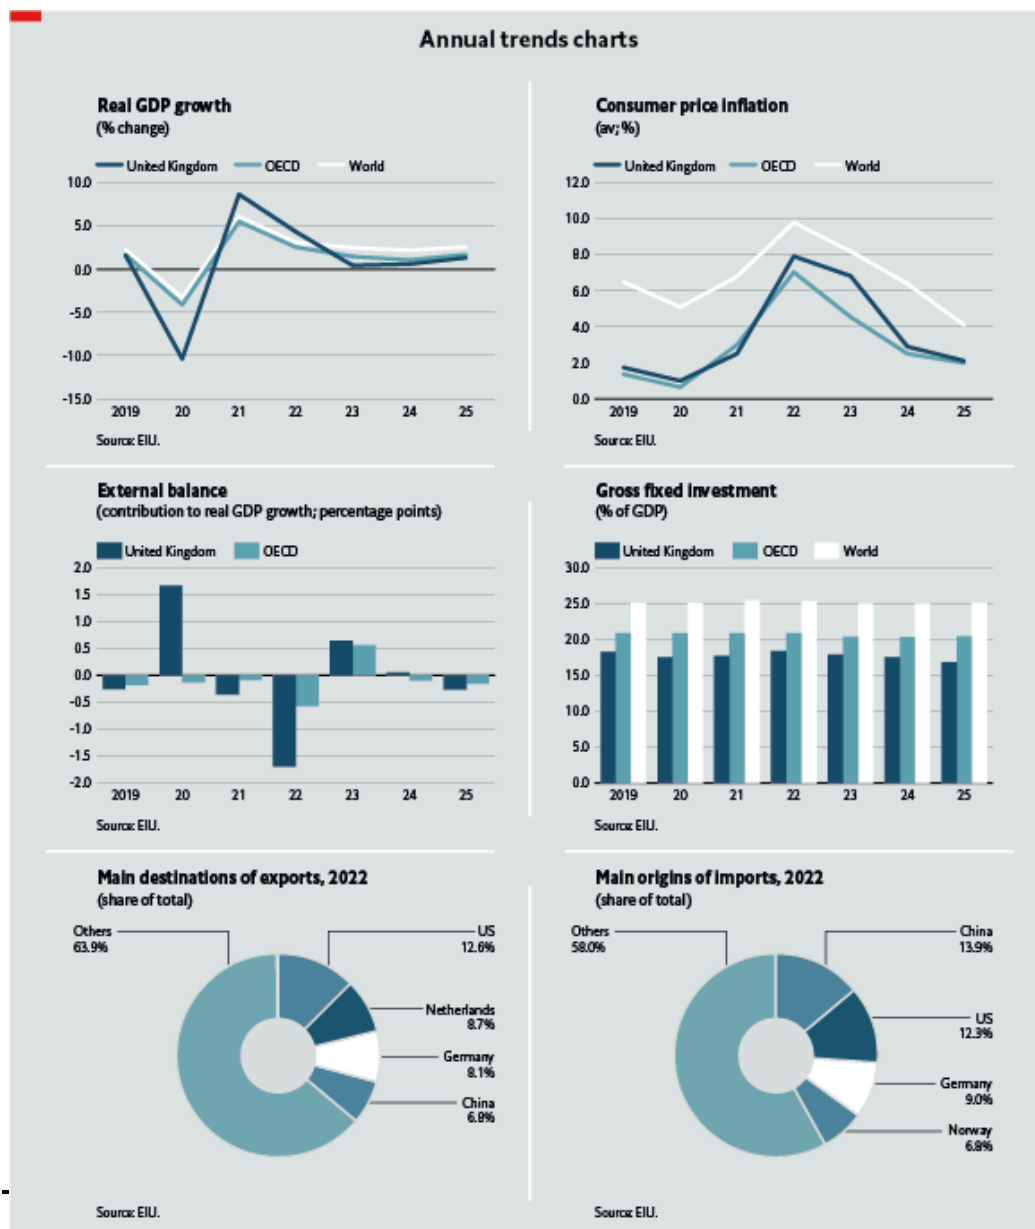 Annual trends charts
Real GDP growth
(% change)
United Kingdom OECD World
10.0
5.0
0.0
-5.0
-10.0
-15.0
2019 20 21 22 23 24 25
Source: EIU.
Consumer price inflation
(av; %)
United Kingdom OECD World
12.0
10.0
8.0
6.0
4.0
2.0
0.0
2019 20 21 22 23 24 25
Source: EIU.
External balance
(contribution to real GDP growth; percentage points)
United Kingdom OECD
2.0
1.5
1.0
0.5
0.0
-0.5
-1.0
-1.5
-2.0
2019 20 21 22 23 24 25
Source: EIU.
Gross fixed investment
(% of GDP)
United Kingdom OECD World
30.0
25.0
20.0
15.0
10.0
5.0
0.0
2019 20 21 22 23 24 25
Source: EIU.
Main destinations of exports, 2022
(share of total)
Others
63.9%
US
12.6%
Netherlands
8.7%
Germany
8.1%
China
6.8%
Source: EIU.
Main origins of imports, 2022
(share of total)
Others
58.0%
China
13.9%
US
12.3%
Germany
9.0%
Norway
6.8%
Source: EIU.